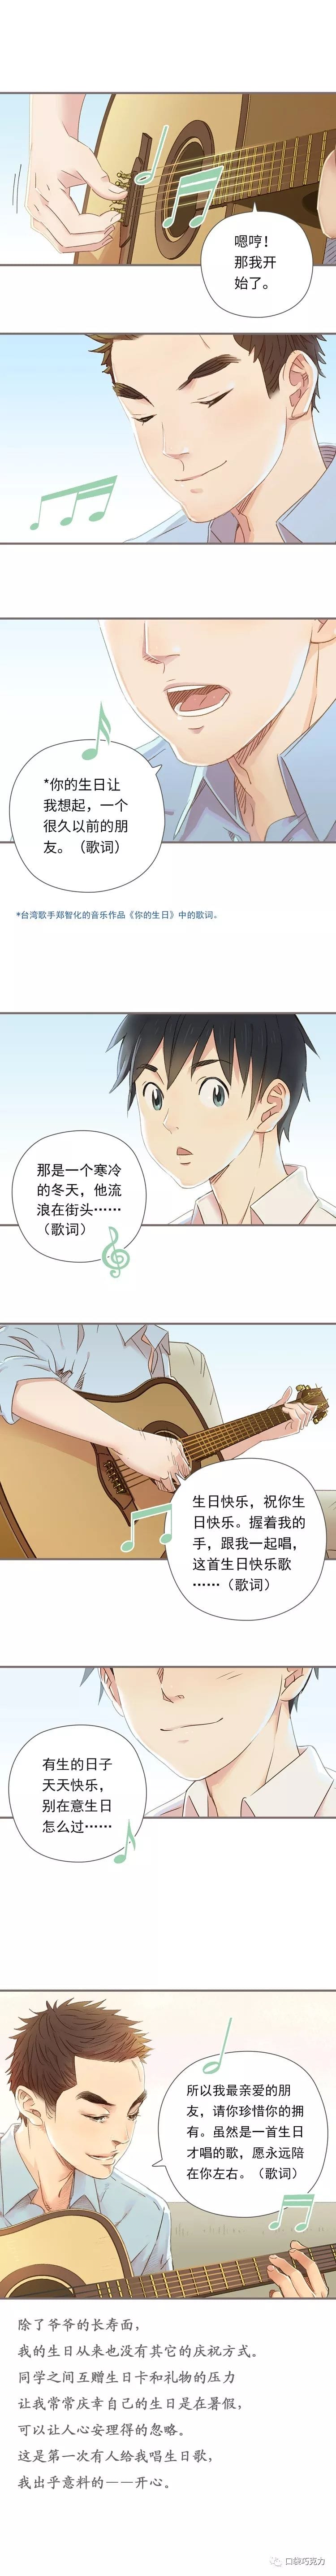 嗯哼！
那我开
始了。
*你的生日让
我想起，一个
很久以前的朋
友。（歌词）
*台湾歌手郑智化的音乐作品《你的生日》中的歌词。
那是一个寒冷
的冬天，他流
浪在街头……
（歌词）
生日快乐，祝你生
日快乐。握着我的
手，跟我一起唱，
这首生日快乐歌
……（歌词）
有生的日子
天天快乐，
别在意生日
怎么过……
所以我最亲爱的朋
友，请你珍惜你的拥
有。虽然是一首生日
才唱的歌，愿永远陪
在你左右。（歌词）
除了爷爷的长寿面，
我的生日从来也没有其它的庆祝方式。
同学之间互赠生日卡和礼物的压力
让我常常庆幸自己的生日是在暑假，
可以让人心安理得的忽略。
这是第一次有人给我唱生日歌，
我出乎意料的——开心。
口袋巧克力